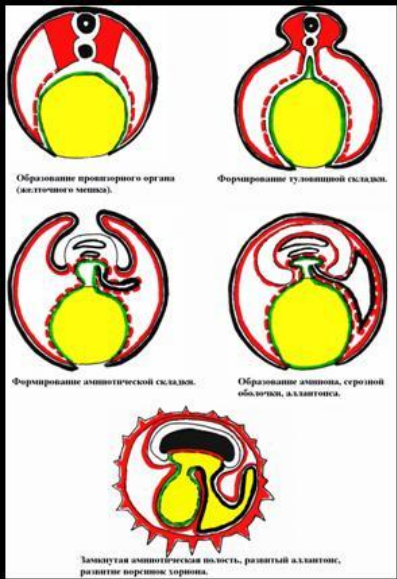 Образование провизорного органа
(желточного мешка).
Формирование туловищной складки.
Формирование амниотической складки.
Образование амниона, серозной
оболочки, аллантоиса.
Замкнутая амниотическая полость, развитый аллантоис,
развитие ворсинок хориона.